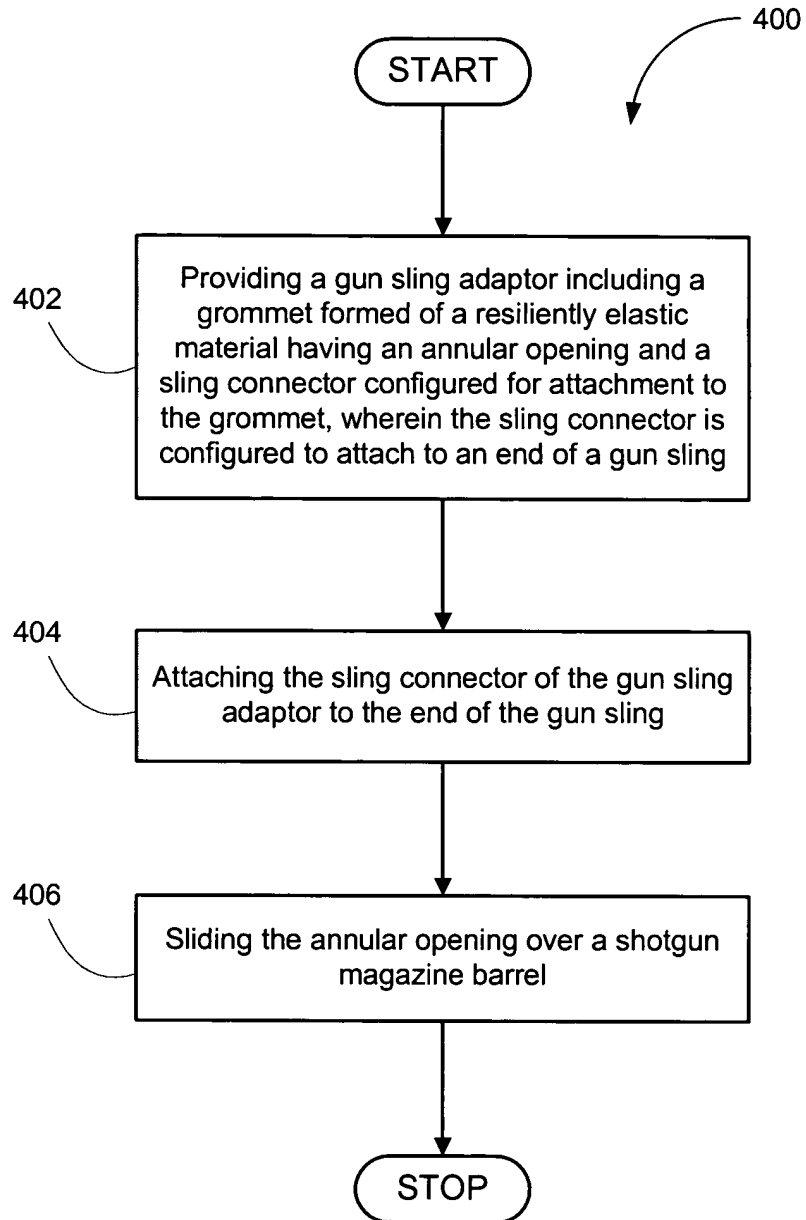 400
START
402
Providing a gun sling adaptor including a
grommet formed of a resiliently elastic
material having an annular opening and a
sling connector configured for attachment to
the grommet, wherein the sling connector is
configured to attach to an end of a gun sling
404
Attaching the sling connector of the gun sling
adaptor to the end of the gun sling
406
Sliding the annular opening over a shotgun
magazine barrel
STOP